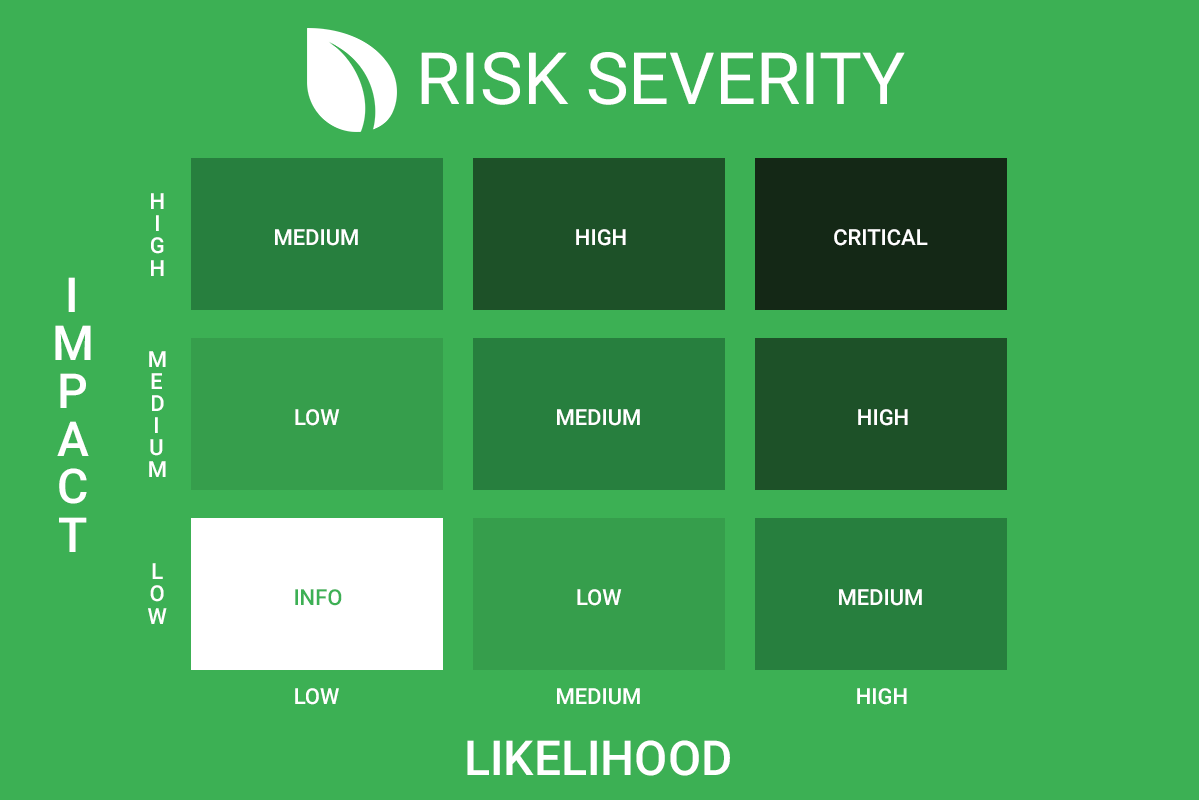 RISK SEVERITY
IMPACT
HIGH
MEDIUM
HIGH
CRITICAL
MEDIUM
LOW
MEDIUM
HIGH
LOW
INFO
LOW
MEDIUM
LOW
MEDIUM
HIGH
LIKELIHOOD